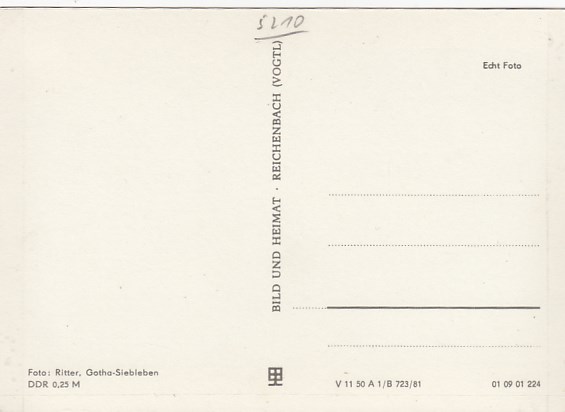 5210
Echt Foto
BILD UND HEIMAT · REICHENBACH (VOGTL)
Foto: Ritter, Gotha-Siebleben
DDR 0,25 M
V 11 50 A 1/B 723/81
01 09 01 224